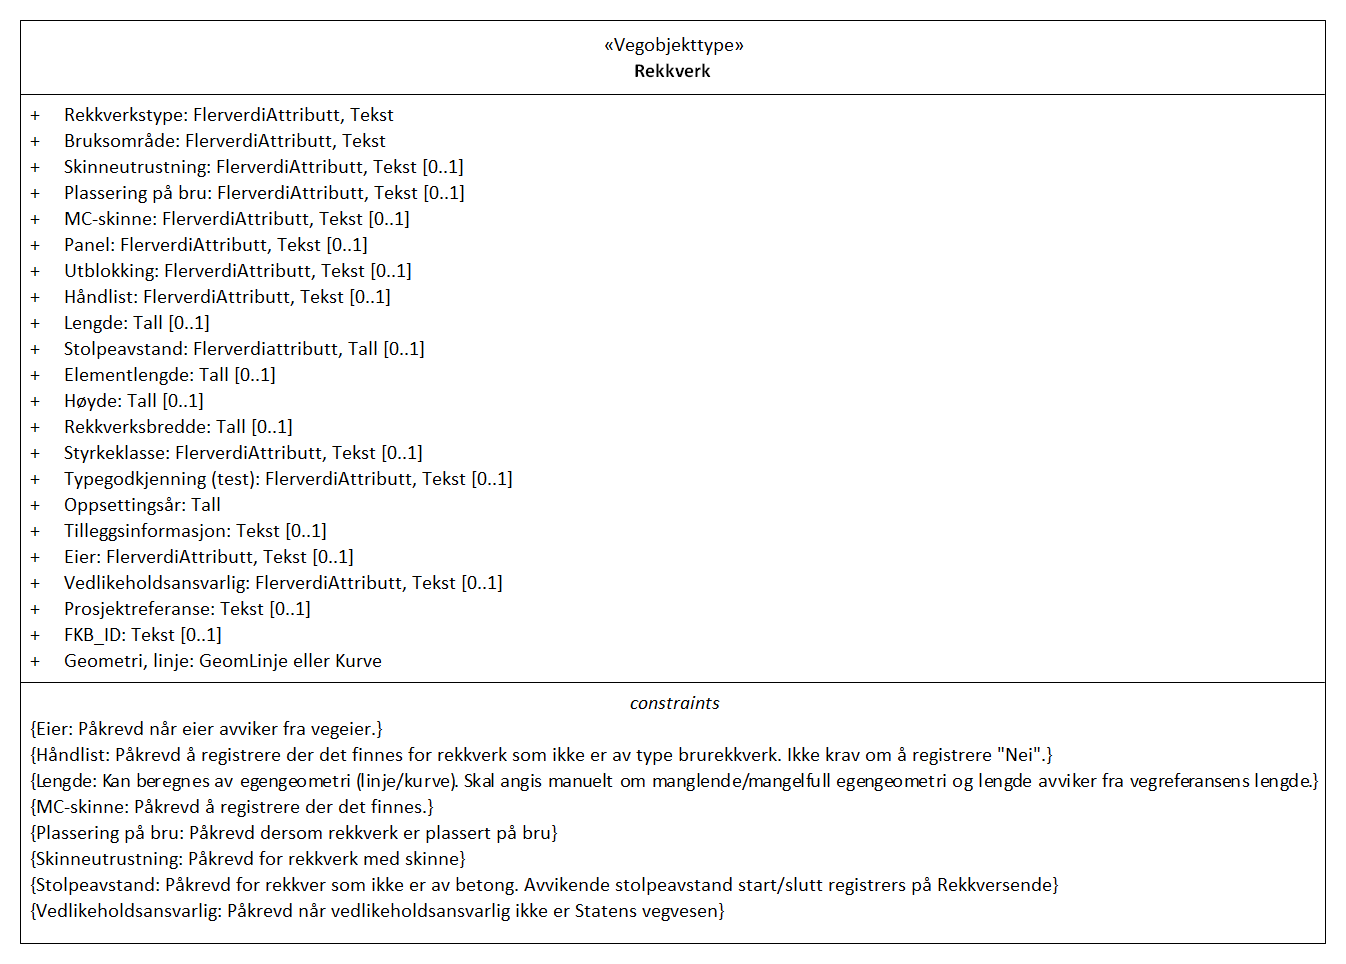 «Vegobjekttype»
Rekkverk
+ Rekkverkstype: FlerverdiAttributt, Tekst
+ Bruksområde: FlerverdiAttributt, Tekst
+ Skinneutrustning: FlerverdiAttributt, Tekst [0..1]
+ Plassering på bru: FlerverdiAttributt, Tekst [0..1]
+ MC-skinne: FlerverdiAttributt, Tekst [0..1]
+ Panel: FlerverdiAttributt, Tekst [0..1]
+ Utblokking: FlerverdiAttributt, Tekst [0..1]
+ Håndlist: FlerverdiAttributt, Tekst [0..1]
+ Lengde: Tall [0..1]
+ Stolpeavstand: Flerverdiattributt, Tall [0..1]
+ Elementlengde: Tall [0..1]
+ Høyde: Tall [0..1]
+ Rekkverksbredde: Tall [0..1]
+ Styrkeklasse: FlerverdiAttributt, Tekst [0..1]
+ Typegodkjenning (test): FlerverdiAttributt, Tekst [0..1]
+ Oppsettingsår: Tall
+ Tilleggsinformasjon: Tekst [0..1]
+ Eier: FlerverdiAttributt, Tekst [0..1]
+ Vedlikeholdsansvarlig: FlerverdiAttributt, Tekst [0..1]
+ Prosjektreferanse: Tekst [0..1]
+ FKB_ID: Tekst [0..1]
+ Geometri, linje: GeomLinje eller Kurve
constraints
{Eier: Påkrevd når eier avviker fra vegeier.}
{Håndlist: Påkrevd å registrere der det finnes for rekkverk som ikke er av type brurekkverk. Ikke krav om å registrere "Nei".}
{Lengde: Kan beregnes av egengeometri (linje/kurve). Skal angis manuelt om manglende/mangelfull egengeometri og lengde avviker fra vegreferansens lengde.}
{MC-skinne: Påkrevd å registrere der det finnes.}
{Plassering på bru: Påkrevd dersom rekkverk er plassert på bru}
{Skinneutrustning: Påkrevd for rekkverk med skinne}
{Stolpeavstand: Påkrevd for rekkver som ikke er av betong. Avvikende stolpeavstand start/slutt registrers på Rekkversende}
{Vedlikeholdsansvarlig: Påkrevd når vedlikeholdsansvarlig ikke er Statens vegvesen}